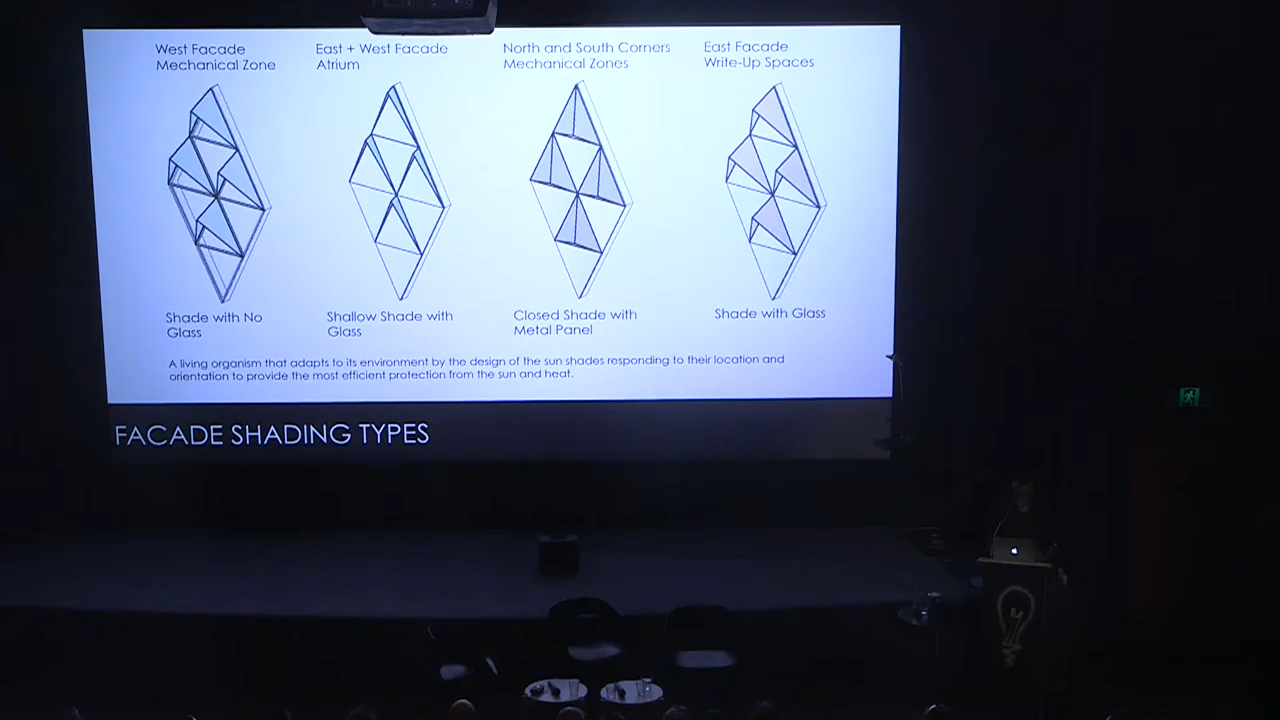 West Facade
Mechanical Zone
East + West Facade
Atrium
North and South Corners
Mechanical Zones
East Facade
Write-Up Spaces
Shade with No
Glass
Shallow Shade with
Glass
Closed Shade with
Metal Panel
Shade with Glass
A living organism that adapts to its environment by the design of the sun shades responding to their location and
orientation to provide the most efficient protection from the sun and heat.
FACADE SHADING TYPES